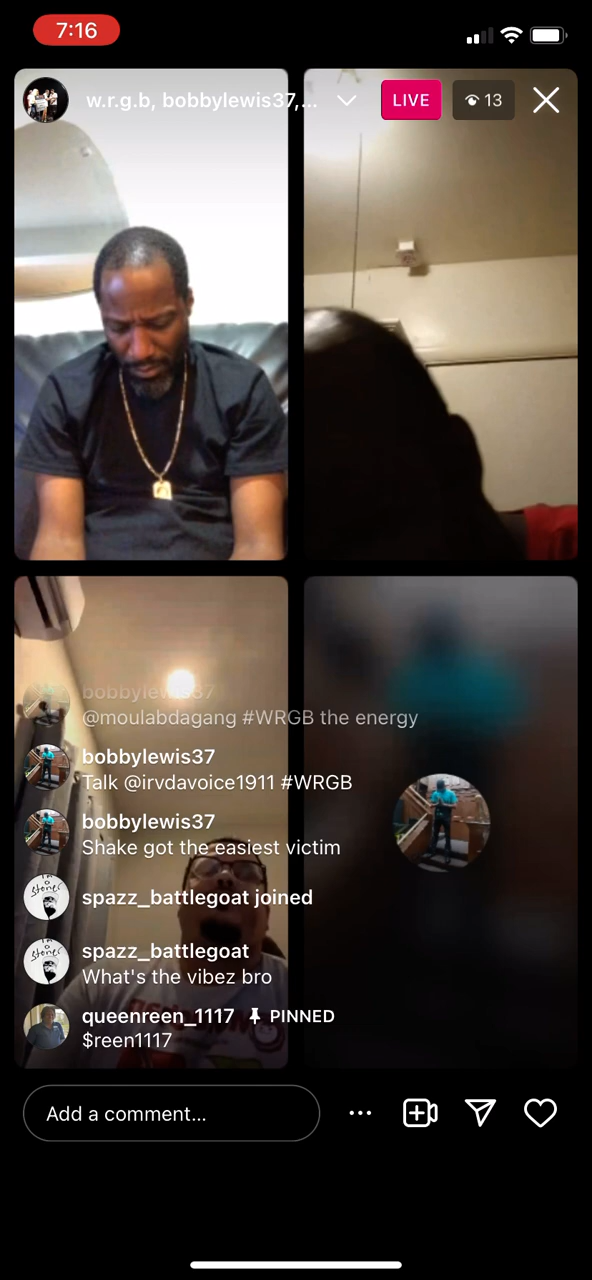 7:16
w.r.g.b, bobbylewis37,...
LIVE
13
bobbylewis37
@moulabdagang #WRGB the energy
bobbylewis37
Talk @irvdavoice1911 #WRGB
bobbylewis37
Shake got the easiest victim
spazz_battlegoat joined
spazz_battlegoat
What's the vibez bro
queenreen_1117 PINNED
$reen1117
Add a comment...